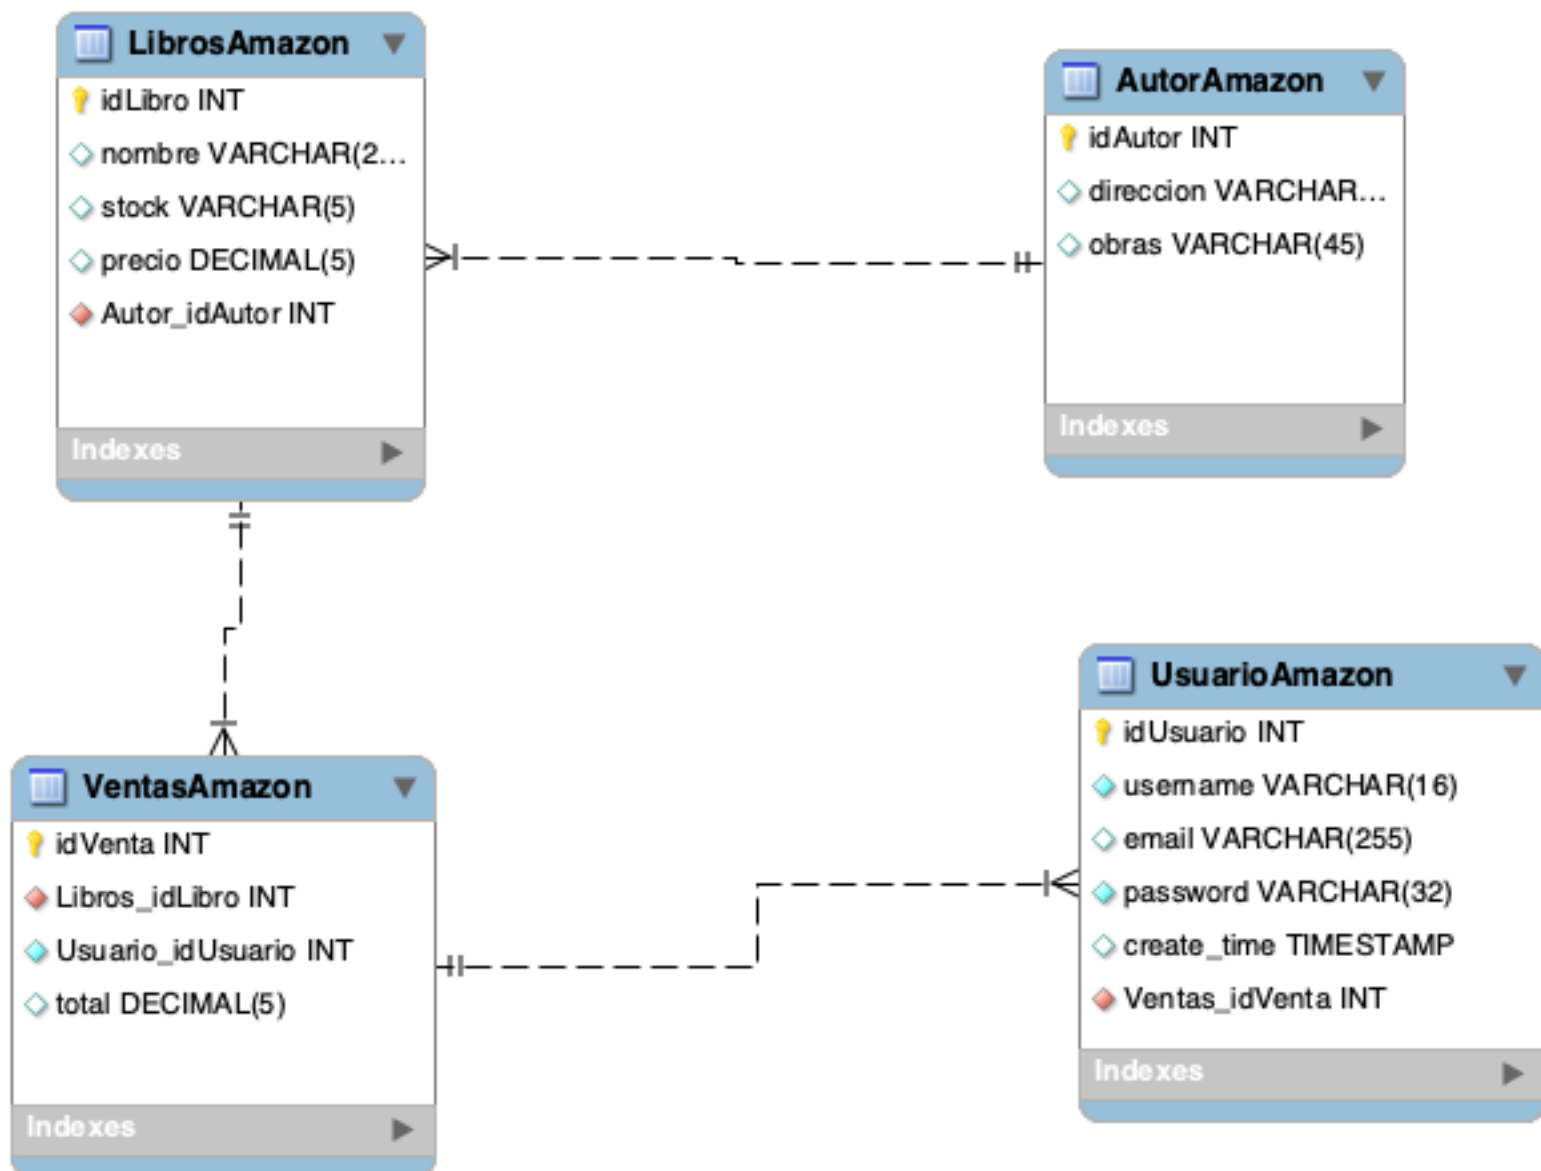 LibrosAmazon
idLibro INT
nombre VARCHAR(2...
stock VARCHAR(5)
precio DECIMAL(5)
Autor_idAutor INT
Indexes
AutorAmazon
idAutor INT
direccion VARCHAR...
obras VARCHAR(45)
Indexes
VentasAmazon
idVenta INT
Libros_idLibro INT
Usuario_idUsuario INT
total DECIMAL(5)
Indexes
UsuarioAmazon
idUsuario INT
username VARCHAR(16)
email VARCHAR(255)
password VARCHAR(32)
create_time TIMESTAMP
Ventas_idVenta INT
Indexes